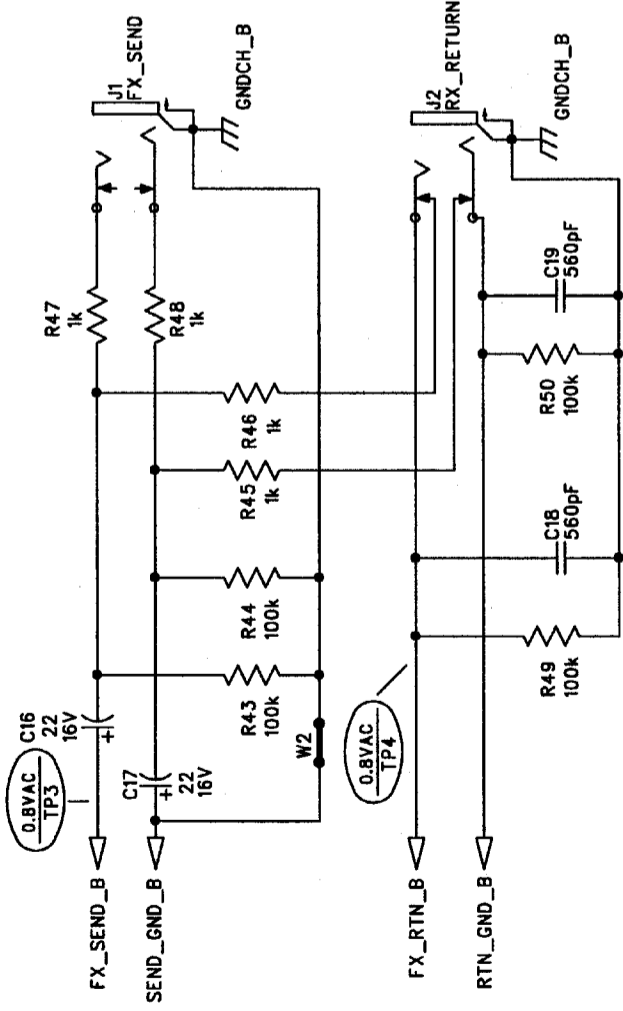 J1
FX_SEND
GNDCH_B
R47
1k
R48
1k
R46
1k
R45
1k
R44
100k
R43
100k
C16
22
16V
+
0.8VAC
TP3
C17
+
22
16V
W2
FX_SEND_B
SEND_GND_B
J2
RX_RETURN
GNDCH_B
C19
560pF
R50
100k
C18
560pF
R49
100k
0.8VAC
TP4
FX_RTN_B
RTN_GND_B